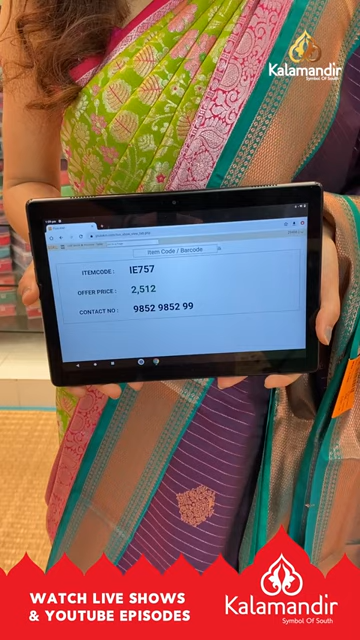 Kalamandir
Symbol Of South
Item Code / Barcode
ITEMCODE : IE757
OFFER PRICE : 2,512
CONTACT NO : 9852 9852 99
WATCH LIVE SHOWS
& YOUTUBE EPISODES
Kalamandir
Symbol Of South